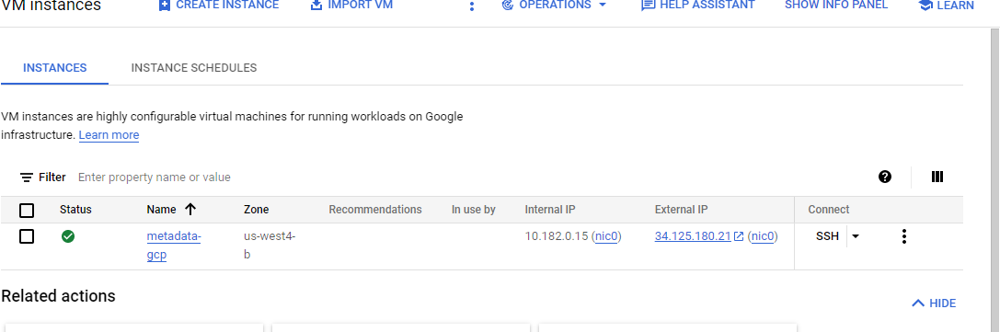 VM instances CREATE INSTANCE IMPORT VM OPERATIONS HELP ASSISTANT SHOW INFO PANEL LEARN
INSTANCES INSTANCE SCHEDULES
VM instances are highly configurable virtual machines for running workloads on Google
infrastructure. Learn more
Filter Enter property name or value
Status Name Zone Recommendations In use by Internal IP External IP Connect
metadata- us-west4- 10.182.0.15 (nic0) 34.125.180.21 (nic0) SSH
gcp b
Related actions
HIDE